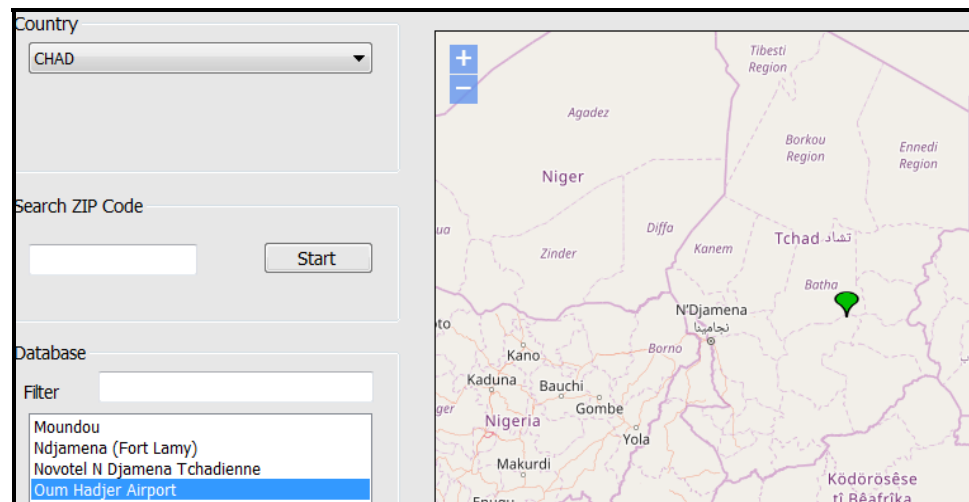 Country
CHAD
Search ZIP Code
Start
Database
Filter
Moundou
Ndjamena (Fort Lamy)
Novotel N Djamena Tchadienne
Oum Hadjer Airport
+
−
Tibesti
Region
Agadez
Borkou
Region
Ennedi
Region
Niger
Diffa
Zinder
Kanem
Tchad تشاد
Batha
N'Djamena
نجامينا
Borno
Kano
Kaduna
Bauchi
Gombe
Nigeria
Yola
Makurdi
Ködörösêse
tî Bêafrîka